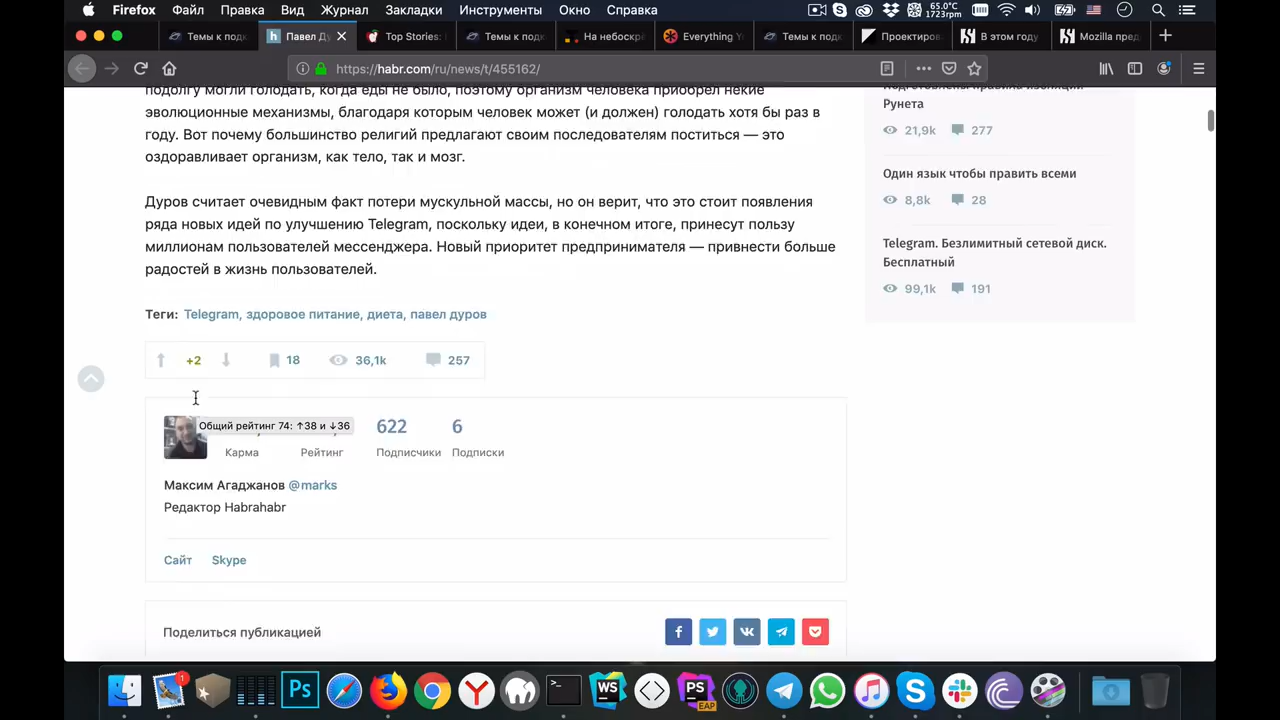 Firefox Файл Правка Вид Журнал Закладки Инструменты Окно Справка
65.0°C
1723rpm
Темы к подк
Павел Ду
Top Stories:
Темы к подк
На небоскр
Everything Y
Темы к подк
Проектиров
В этом году
Mozilla пред
https://habr.com/ru/news/t/455162/
подолгу могли голодать, когда еды не было, поэтому организм человека приобрел некие
эволюционные механизмы, благодаря которым человек может (и должен) голодать хотя бы раз в
году. Вот почему большинство религий предлагают своим последователям поститься — это
оздоравливает организм, как тело, так и мозг.
Дуров считает очевидным факт потери мускульной массы, но он верит, что это стоит появления
ряда новых идей по улучшению Telegram, поскольку идеи, в конечном итоге, принесут пользу
миллионам пользователей мессенджера. Новый приоритет предпринимателя — привнести больше
радостей в жизнь пользователей.
Теги: Telegram, здоровое питание, диета, павел дуров
+2 18 36,1k 257
Общий рейтинг 74: ↑38 и ↓36
622 6
Карма Рейтинг Подписчики Подписки
Максим Агаджанов @marks
Редактор Habrahabr
Сайт Skype
Поделиться публикацией
Подготовлены правила изоляции
Рунета
21,9k 277
Один язык чтобы править всеми
8,8k 28
Telegram. Безлимитный сетевой диск.
Бесплатный
99,1k 191
1
Ps
WS
PS
EAP